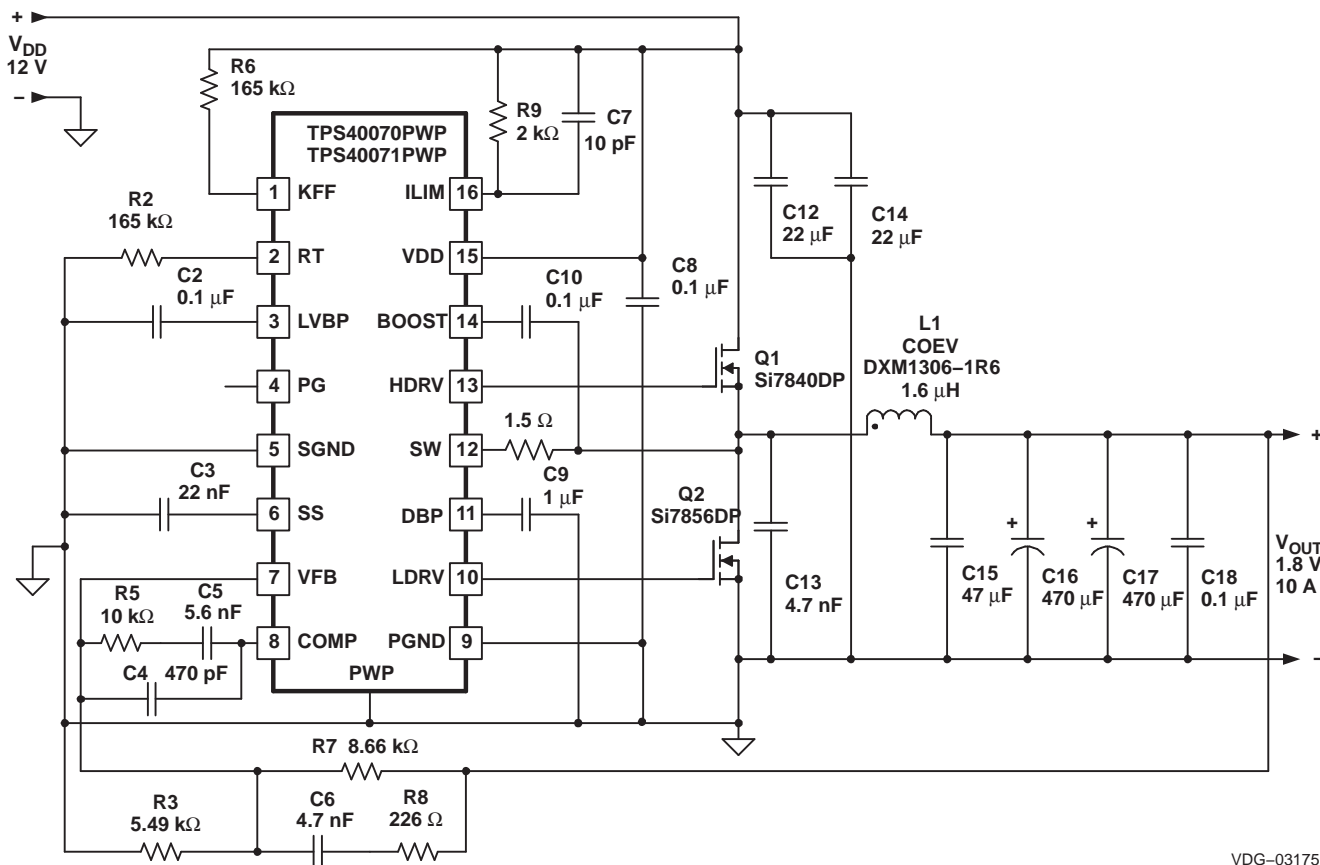 +
V_DD
12 V
−
R6
165 kΩ
R9
2 kΩ
C7
10 pF
TPS40070PWP
TPS40071PWP
1 KFF
ILIM 16
R2
165 kΩ
C12
22 μF
C14
22 μF
2 RT
VDD 15
C2
0.1 μF
C10
0.1 μF
C8
0.1 μF
3 LVBP
BOOST 14
L1
COEV
DXM1306−1R6
1.6 μH
Q1
Si7840DP
4 PG
HDRV 13
1.5 Ω
5 SGND
SW 12
+
C3
22 nF
C9
1 μF
Q2
Si7856DP
6 SS
DBP 11
+
+
V_OUT
1.8 V
10 A
7 VFB
LDRV 10
C13
4.7 nF
C15
47 μF
C16
470 μF
C17
470 μF
C18
0.1 μF
R5
10 kΩ
C5
5.6 nF
8 COMP
PGND 9
−
C4
470 pF
PWP
R7 8.66 kΩ
R3
5.49 kΩ
C6
4.7 nF
R8
226 Ω
VDG−03175